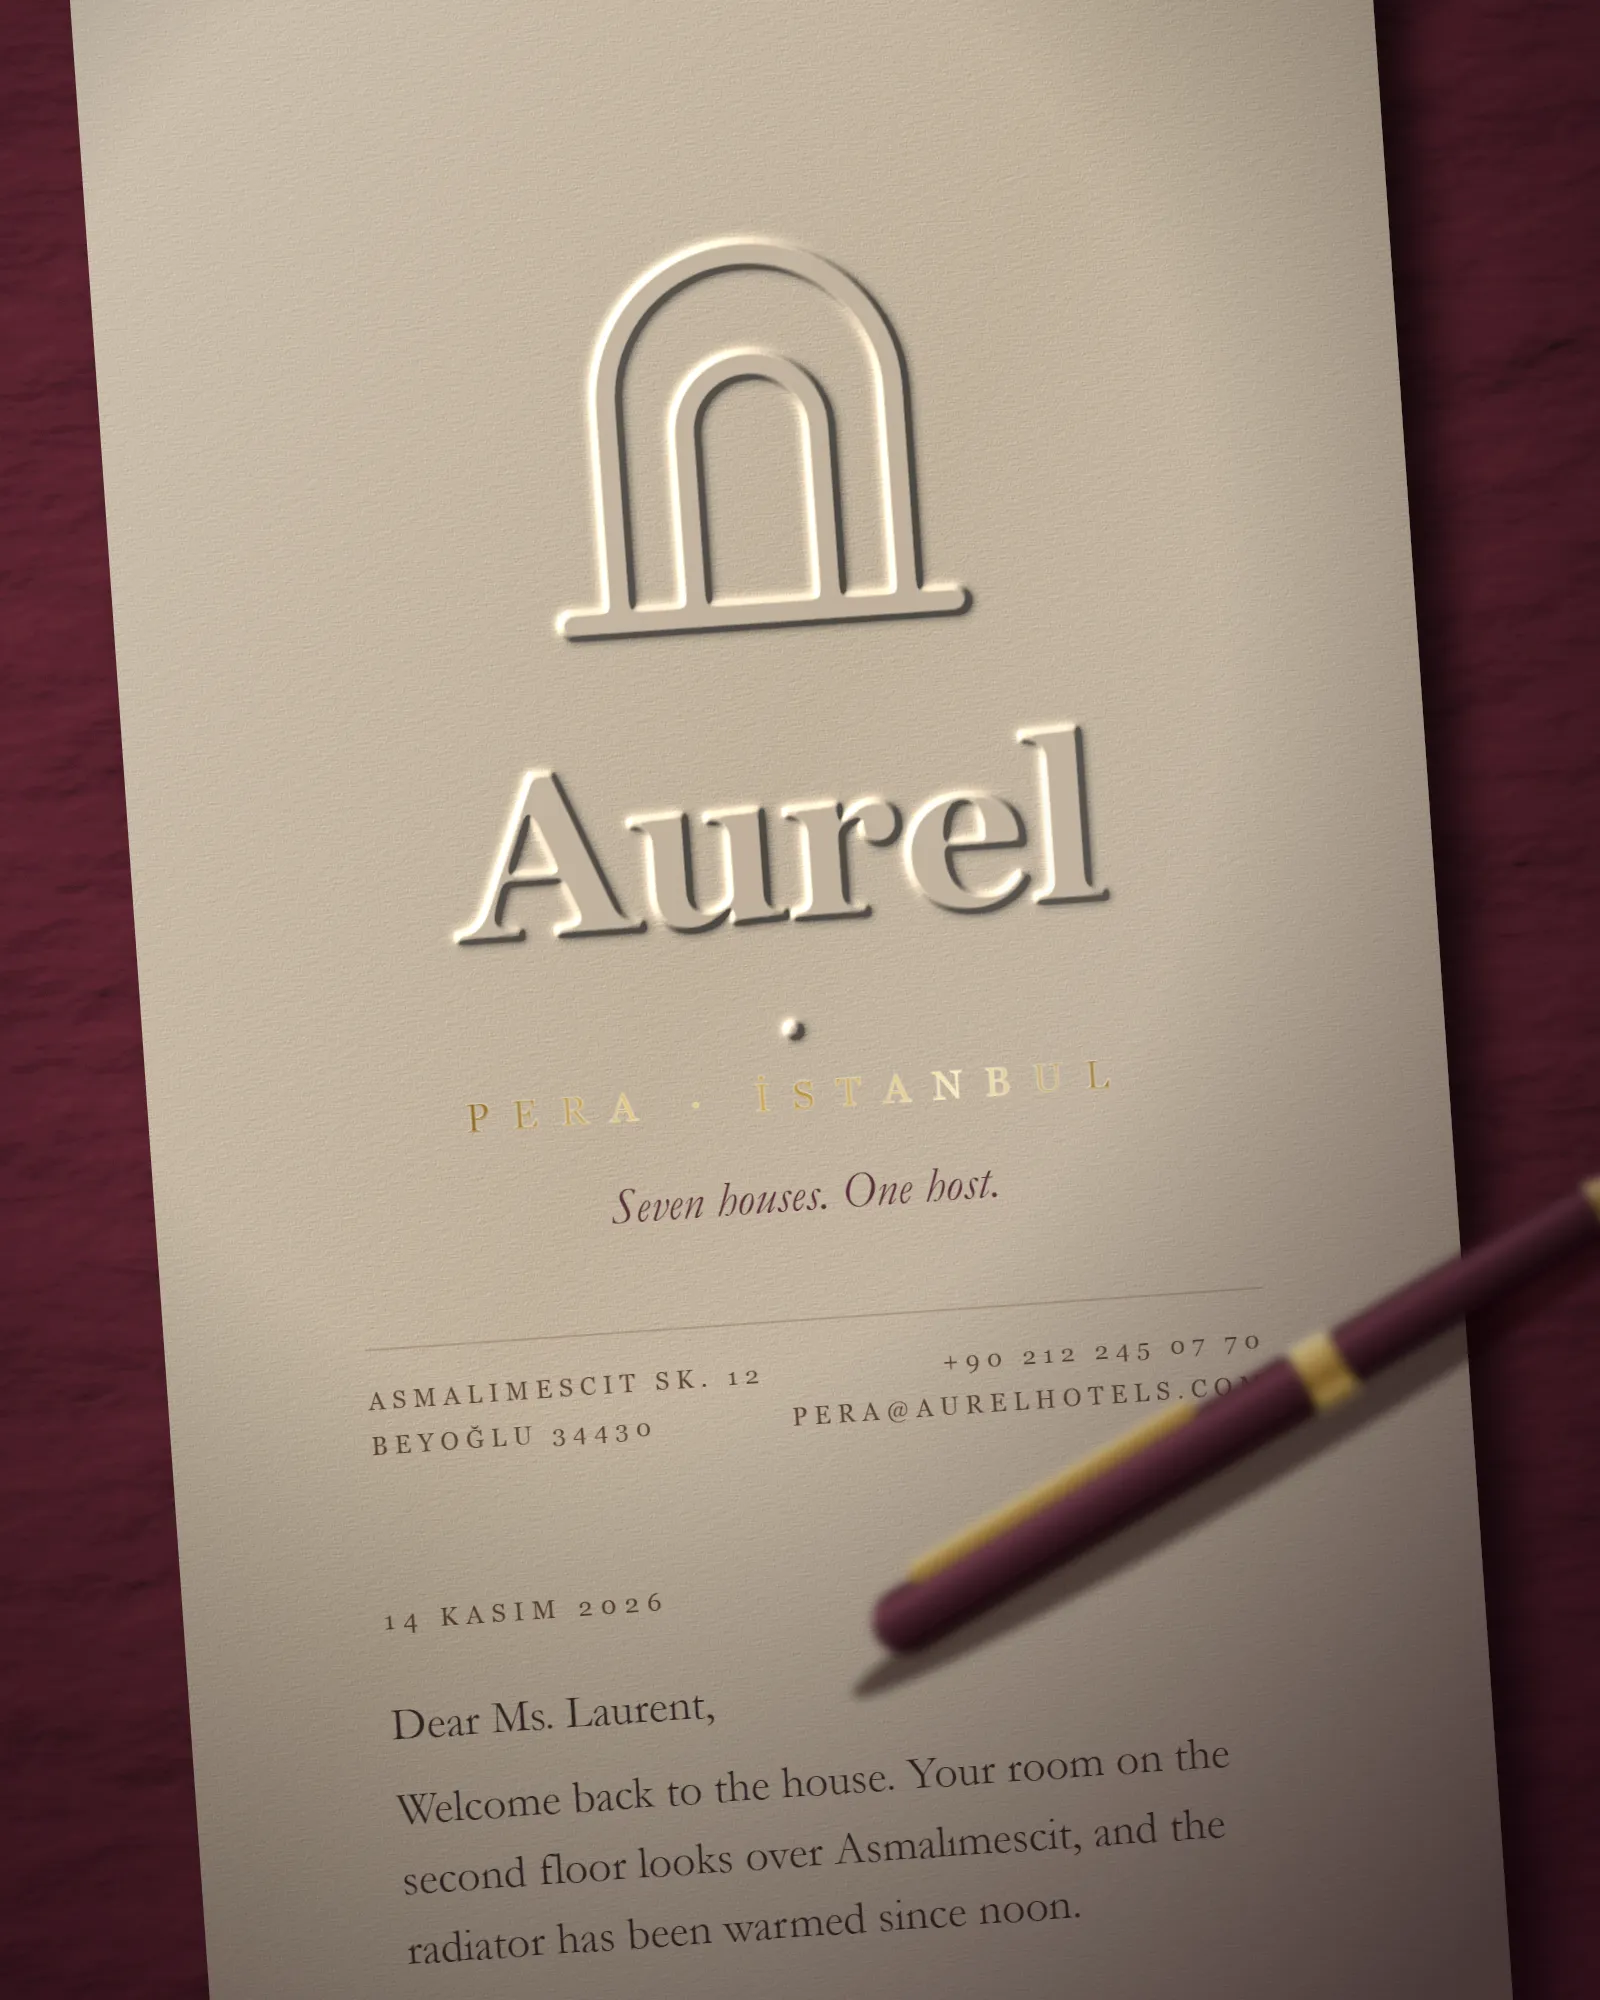 Aurel
PERA · İSTANBUL
Seven houses. One host.
ASMALIMESCIT SK. 12
BEYOĞLU 34430
+90 212 245 07 70
PERA@AURELHOTELS.COM
14 KASIM 2026
Dear Ms. Laurent,
Welcome back to the house. Your room on the
second floor looks over Asmalımescit, and the
radiator has been warmed since noon.